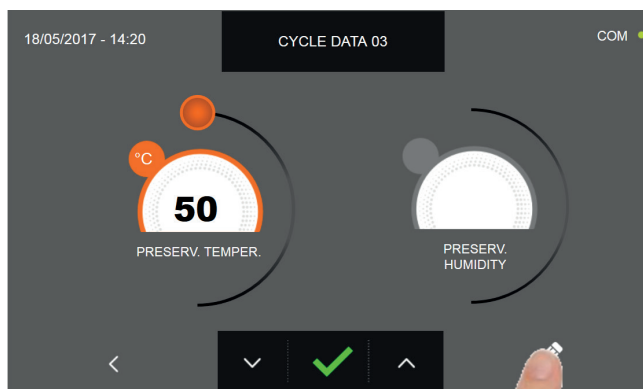 18/05/2017 - 14:20
CYCLE DATA 03
COM
°C
50
PRESERV. TEMPER.
PRESERV.
HUMIDITY